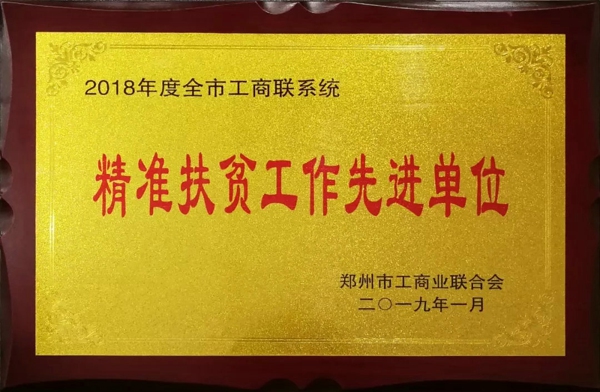 2018年度全市工商联系统
精准扶贫工作先进单位
郑州市工商业联合会
二〇一九年一月